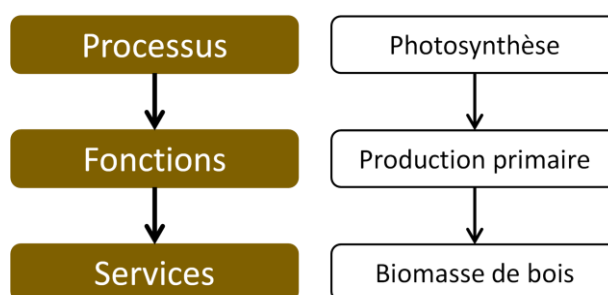 Processus
Photosynthèse
Fonctions
Production primaire
Services
Biomasse de bois